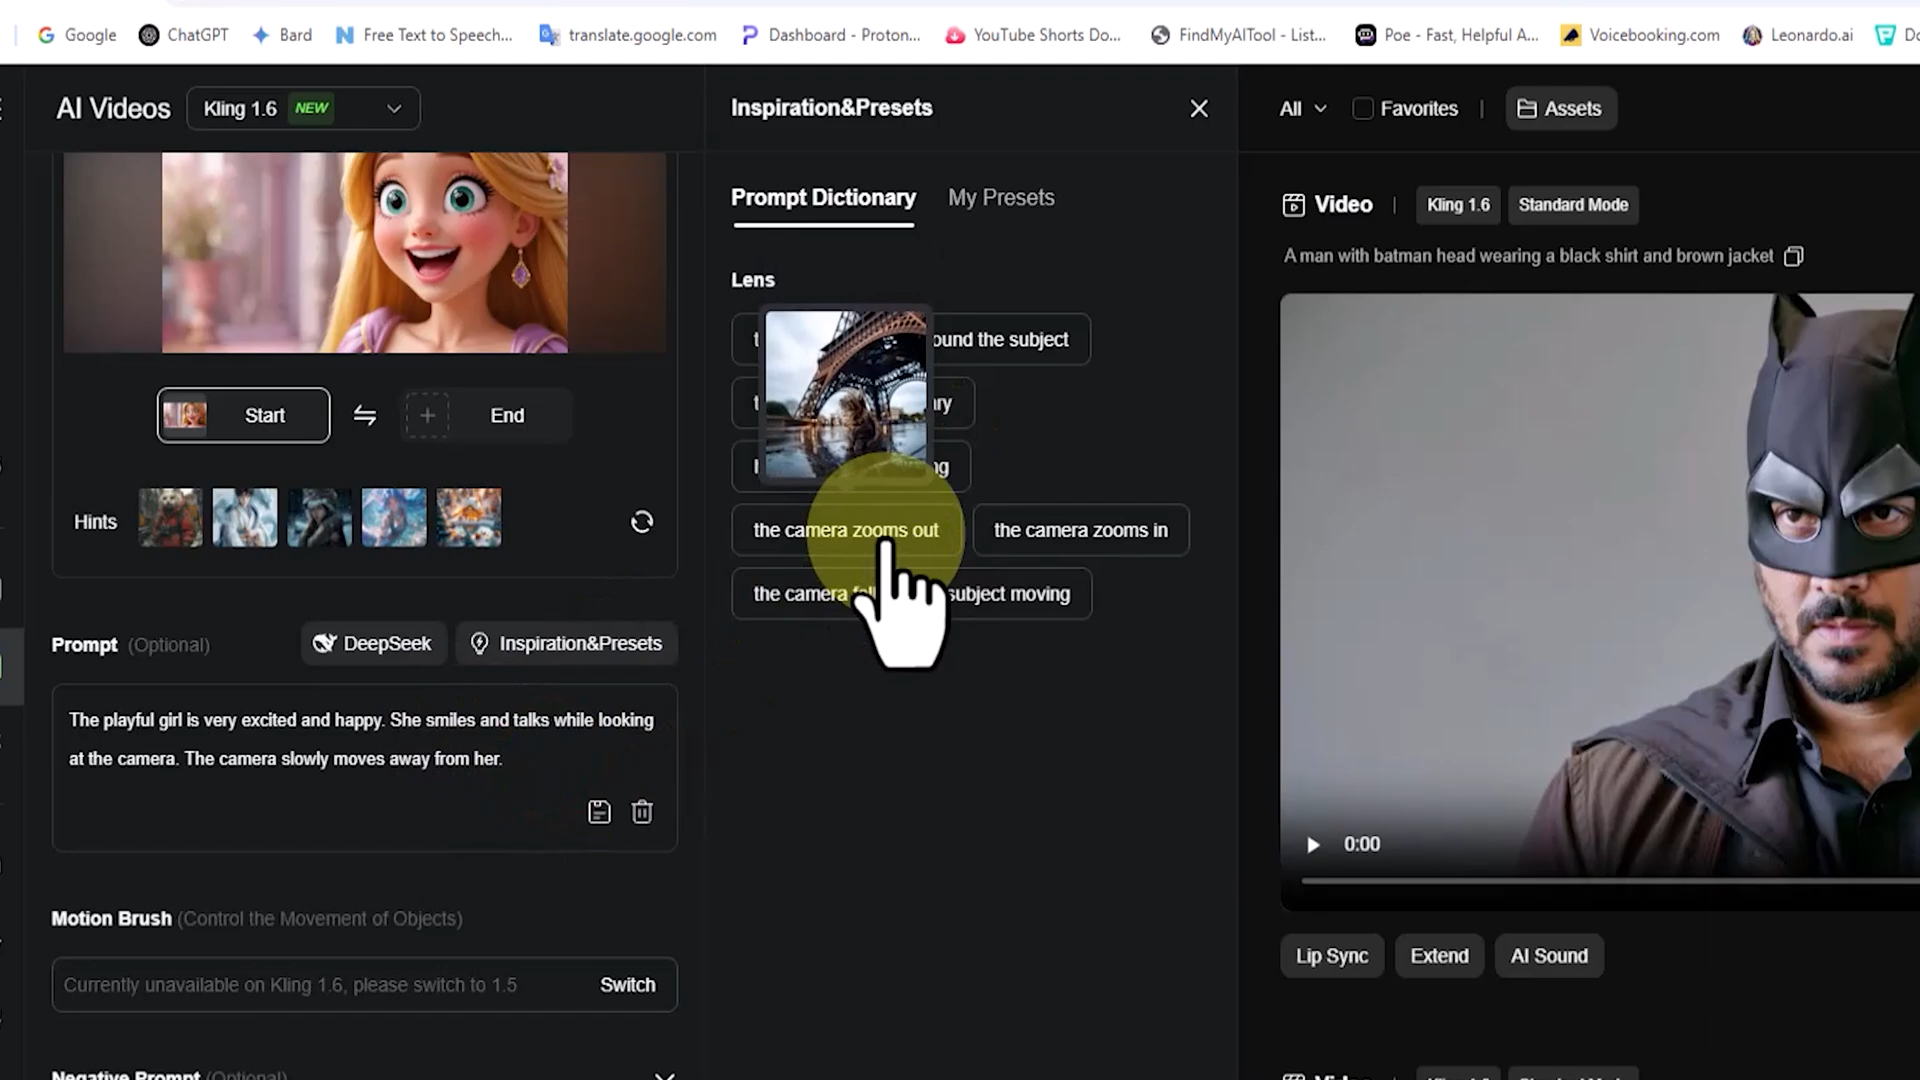 Google ChatGPT Bard Free Text to Speech... translate.google.com Dashboard - Proton... YouTube Shorts Do... FindMyAITool - List... Poe - Fast, Helpful A... Voicebooking.com Leonardo.ai
AI Videos Kling 1.6 NEW
Inspiration&Presets
All Favorites | Assets
Prompt Dictionary My Presets
Video | Kling 1.6 Standard Mode
A man with batman head wearing a black shirt and brown jacket
Lens
ound the subject
Start End
Hints
the camera zooms out the camera zooms in
the camera subject moving
Prompt (Optional) DeepSeek Inspiration&Presets
The playful girl is very excited and happy. She smiles and talks while looking
at the camera. The camera slowly moves away from her.
0:00
Motion Brush (Control the Movement of Objects)
Currently unavailable on Kling 1.6, please switch to 1.5 Switch
Lip Sync Extend AI Sound
Negative Prompt (Optional)